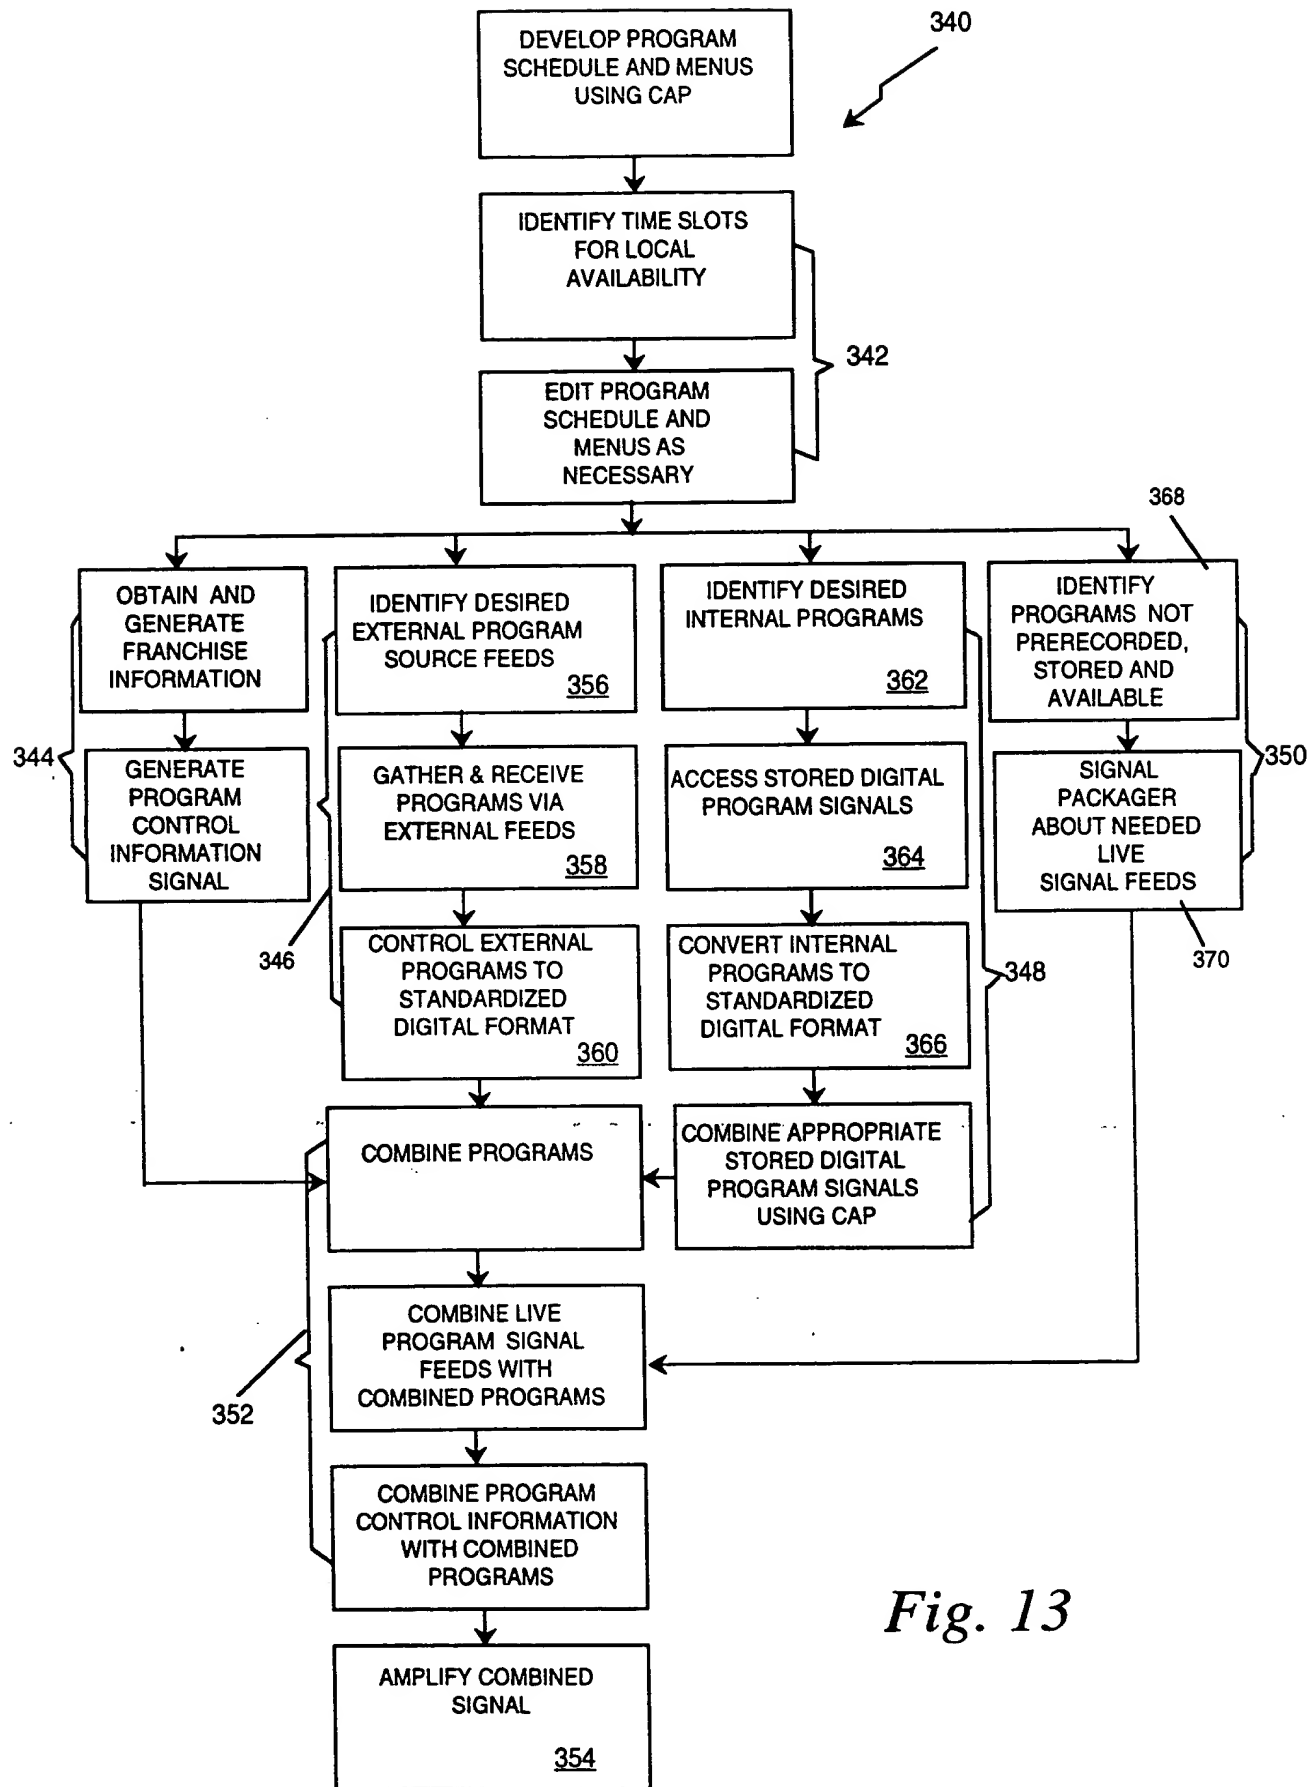 340
DEVELOP PROGRAM
SCHEDULE AND MENUS
USING CAP
IDENTIFY TIME SLOTS
FOR LOCAL
AVAILABILITY
342
EDIT PROGRAM
SCHEDULE AND
MENUS AS
NECESSARY
368
OBTAIN AND
GENERATE
FRANCHISE
INFORMATION
344
GENERATE
PROGRAM
CONTROL
INFORMATION
SIGNAL
IDENTIFY DESIRED
EXTERNAL PROGRAM
SOURCE FEEDS
356
GATHER & RECEIVE
PROGRAMS VIA
EXTERNAL FEEDS
358
346
CONTROL EXTERNAL
PROGRAMS TO
STANDARDIZED
DIGITAL FORMAT
360
IDENTIFY DESIRED
INTERNAL PROGRAMS
362
ACCESS STORED DIGITAL
PROGRAM SIGNALS
364
CONVERT INTERNAL
PROGRAMS TO
STANDARDIZED
DIGITAL FORMAT
366
348
COMBINE APPROPRIATE
STORED DIGITAL
PROGRAM SIGNALS
USING CAP
IDENTIFY
PROGRAMS NOT
PRERECORDED,
STORED AND
AVAILABLE
350
SIGNAL
PACKAGER
ABOUT NEEDED
LIVE
SIGNAL FEEDS
370
COMBINE PROGRAMS
COMBINE LIVE
PROGRAM SIGNAL
FEEDS WITH
COMBINED PROGRAMS
352
COMBINE PROGRAM
CONTROL INFORMATION
WITH COMBINED
PROGRAMS
AMPLIFY COMBINED
SIGNAL
354
Fig. 13